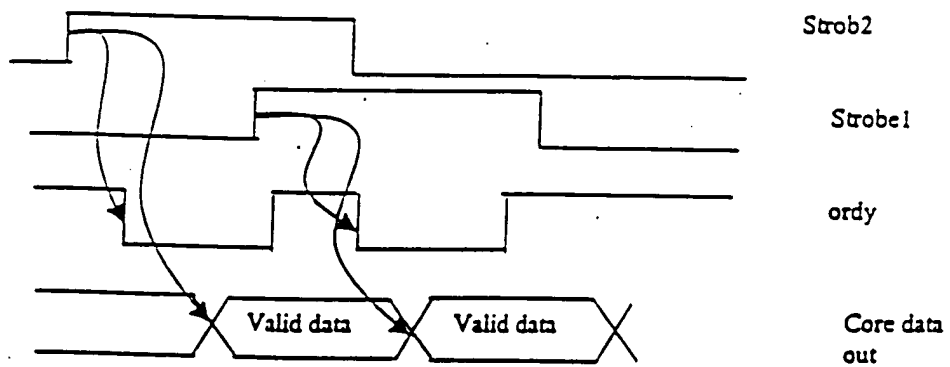 Strob2
Strobe1
ordy
Valid data Valid data
Core data
out